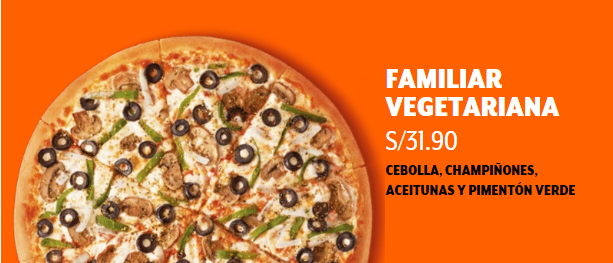 FAMILIAR
VEGETARIANA
S/31.90
CEBOLLA, CHAMPIÑONES,
ACEITUNAS Y PIMENTÓN VERDE